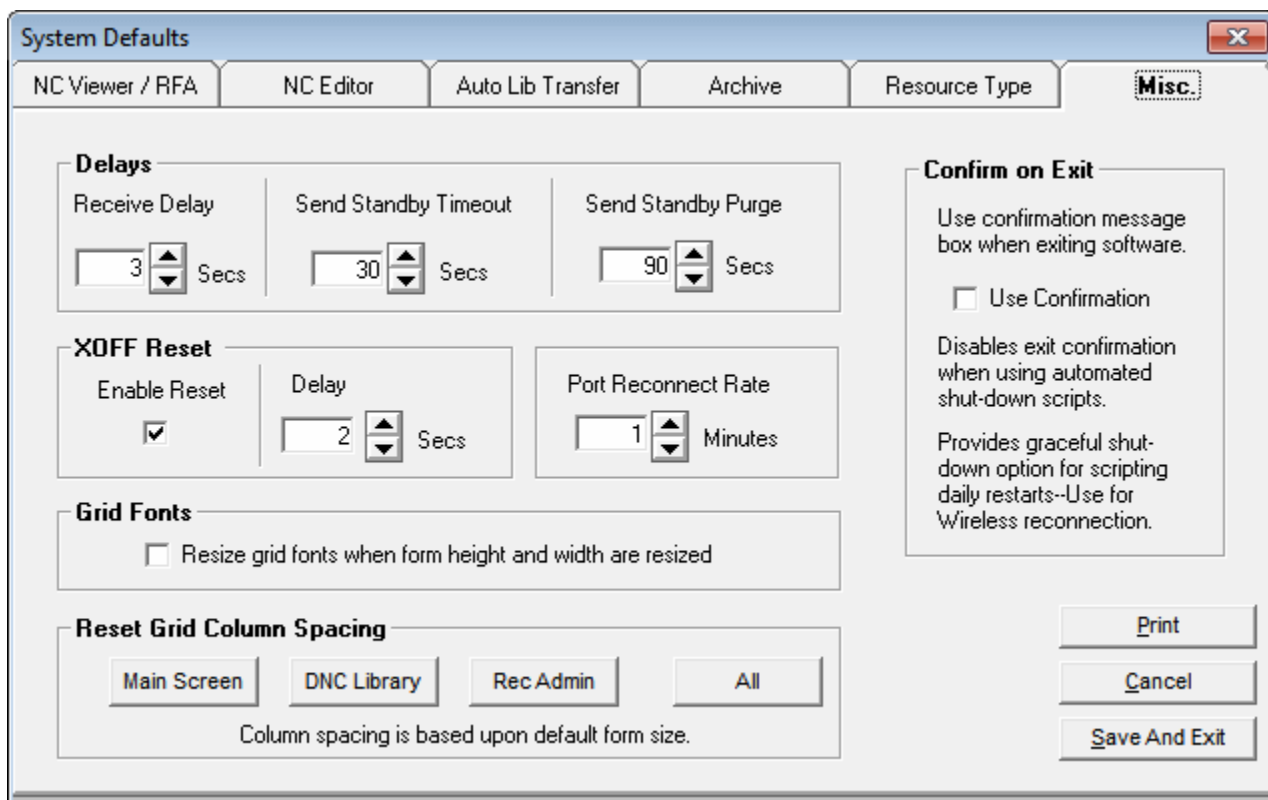 System Defaults
NC Viewer / RFA
NC Editor
Auto Lib Transfer
Archive
Resource Type
Misc.
Delays
Receive Delay
3
Secs
Send Standby Timeout
30
Secs
Send Standby Purge
90
Secs
XOFF Reset
Enable Reset
Delay
2
Secs
Port Reconnect Rate
1
Minutes
Grid Fonts
Resize grid fonts when form height and width are resized
Reset Grid Column Spacing
Main Screen
DNC Library
Rec Admin
All
Column spacing is based upon default form size.
Confirm on Exit
Use confirmation message
box when exiting software.
Use Confirmation
Disables exit confirmation
when using automated
shut-down scripts.
Provides graceful shut-
down option for scripting
daily restarts--Use for
Wireless reconnection.
Print
Cancel
Save And Exit